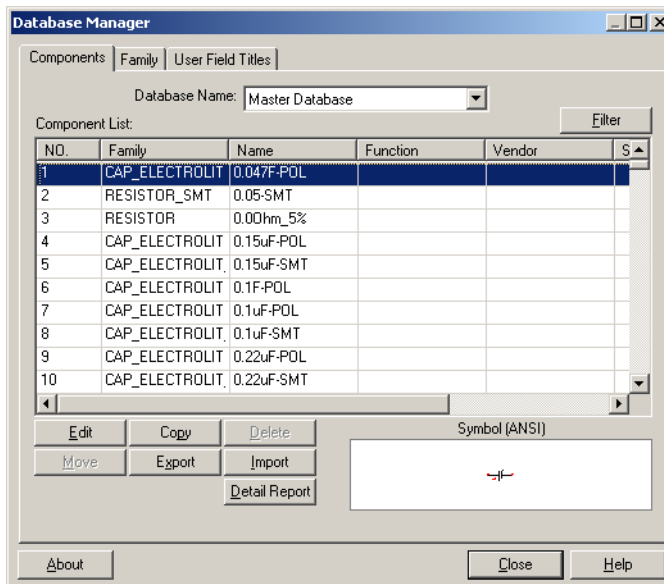 Database Manager
Components Family User Field Titles
Database Name: Master Database
Filter
Component List:
NO. Family Name Function Vendor S
1 CAP_ELECTROLIT 0.047F-POL
2 RESISTOR_SMT 0.05-SMT
3 RESISTOR 0.0Ohm_5%
4 CAP_ELECTROLIT 0.15uF-POL
5 CAP_ELECTROLIT. 0.15uF-SMT
6 CAP_ELECTROLIT 0.1F-POL
7 CAP_ELECTROLIT 0.1uF-POL
8 CAP_ELECTROLIT. 0.1uF-SMT
9 CAP_ELECTROLIT 0.22uF-POL
10 CAP_ELECTROLIT. 0.22uF-SMT
Edit Copy Delete Symbol (ANSI)
Move Export Import
Detail Report
About Close Help